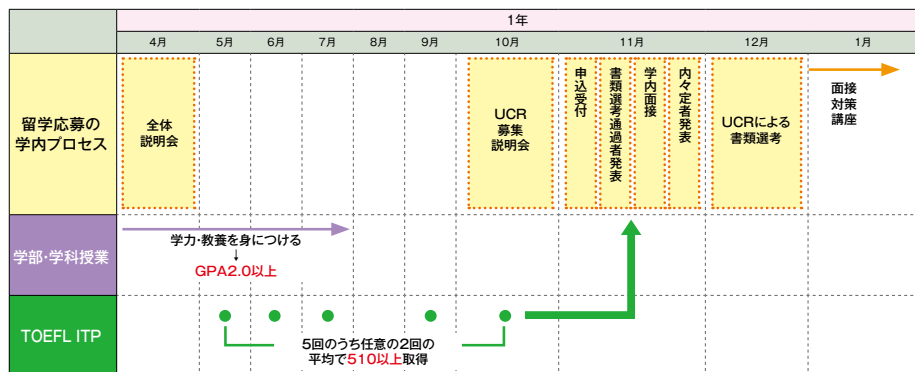 1年
4月
5月
6月
7月
8月
9月
10月
11月
12月
1月
留学応募の
学内プロセス
全体
説明会
UCR
募集
説明会
申込受付
書類選考通過者発表
学内面接
内々定者発表
UCRによる
書類選考
面接
対策
講座
学部・学科授業
学力・教養を身につける
GPA2.0以上
TOEFL ITP
5回のうち任意の2回の
平均で510以上取得